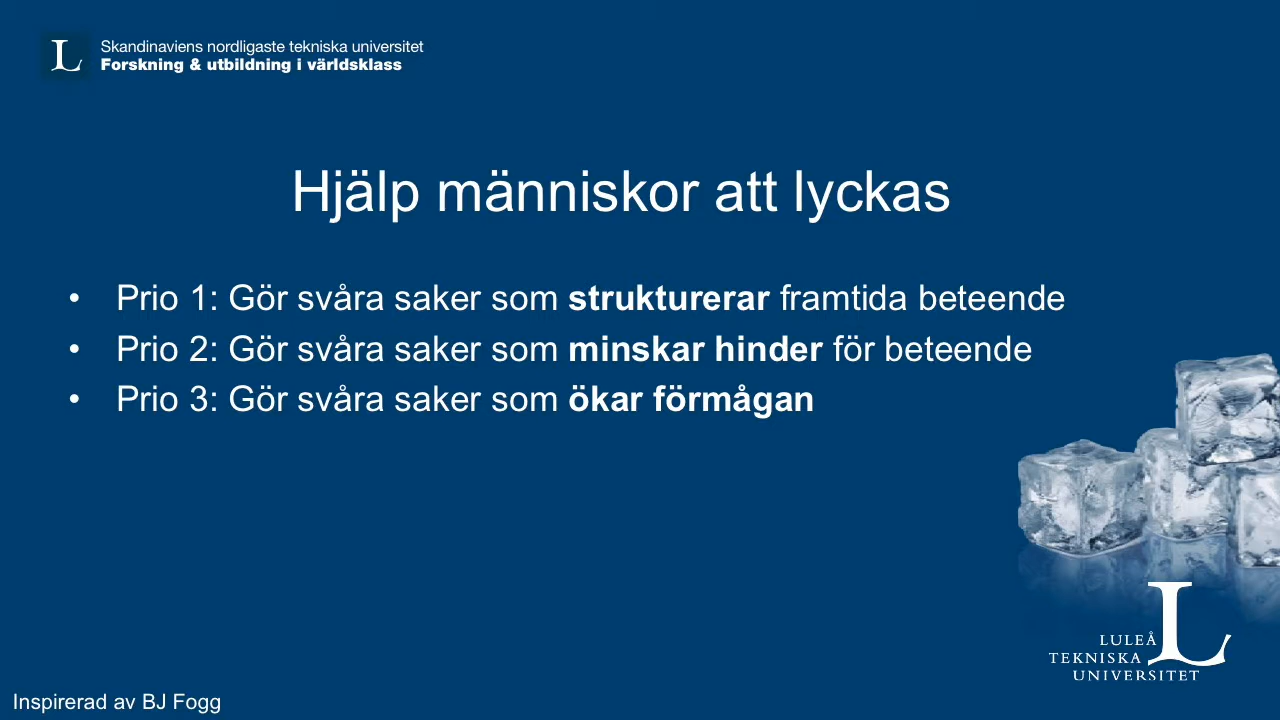 L
Skandinaviens nordligaste tekniska universitet
Forskning & utbildning i världsklass
Hjälp människor att lyckas
• Prio 1: Gör svåra saker som strukturerar framtida beteende
• Prio 2: Gör svåra saker som minskar hinder för beteende
• Prio 3: Gör svåra saker som ökar förmågan
L
LULEÅ
TEKNISKA
UNIVERSITET
Inspirerad av BJ Fogg